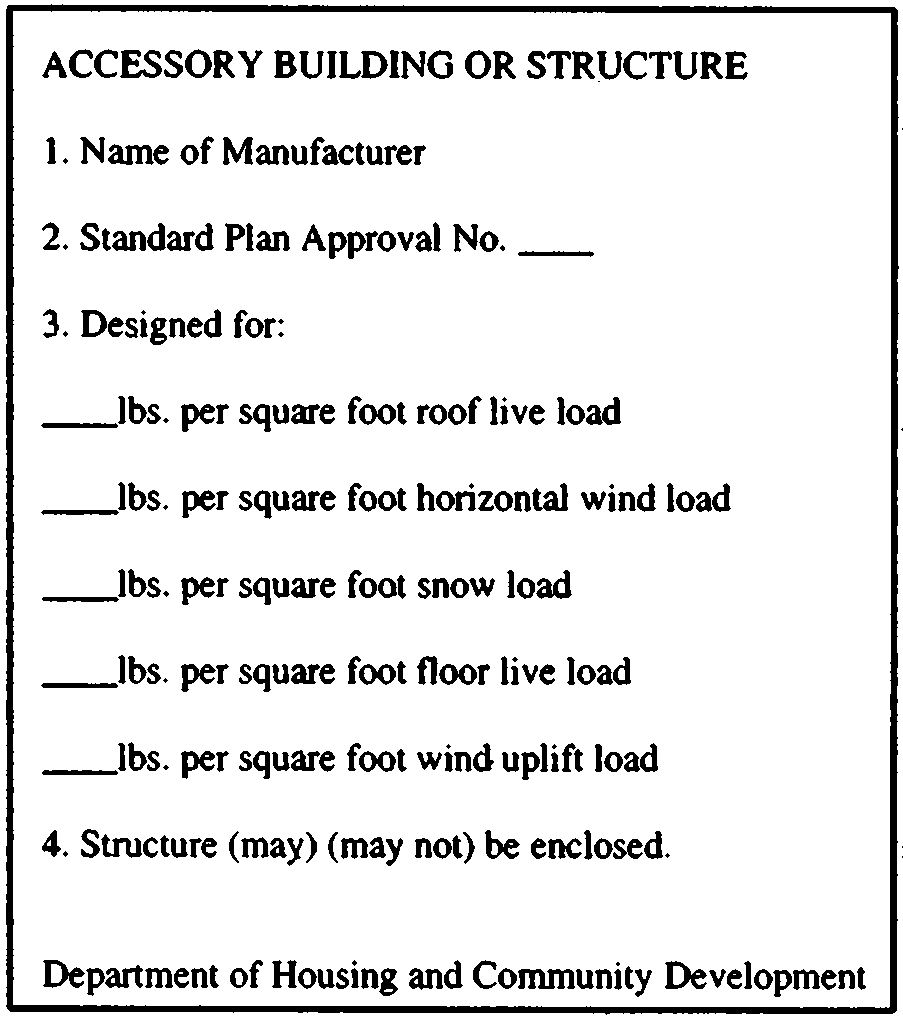 ACCESSORY BUILDING OR STRUCTURE
1. Name of Manufacturer
2. Standard Plan Approval No. ____
3. Designed for:
____lbs. per square foot roof live load
____lbs. per square foot horizontal wind load
____lbs. per square foot snow load
____lbs. per square foot floor live load
____lbs. per square foot wind uplift load
4. Structure (may) (may not) be enclosed.
Department of Housing and Community Development